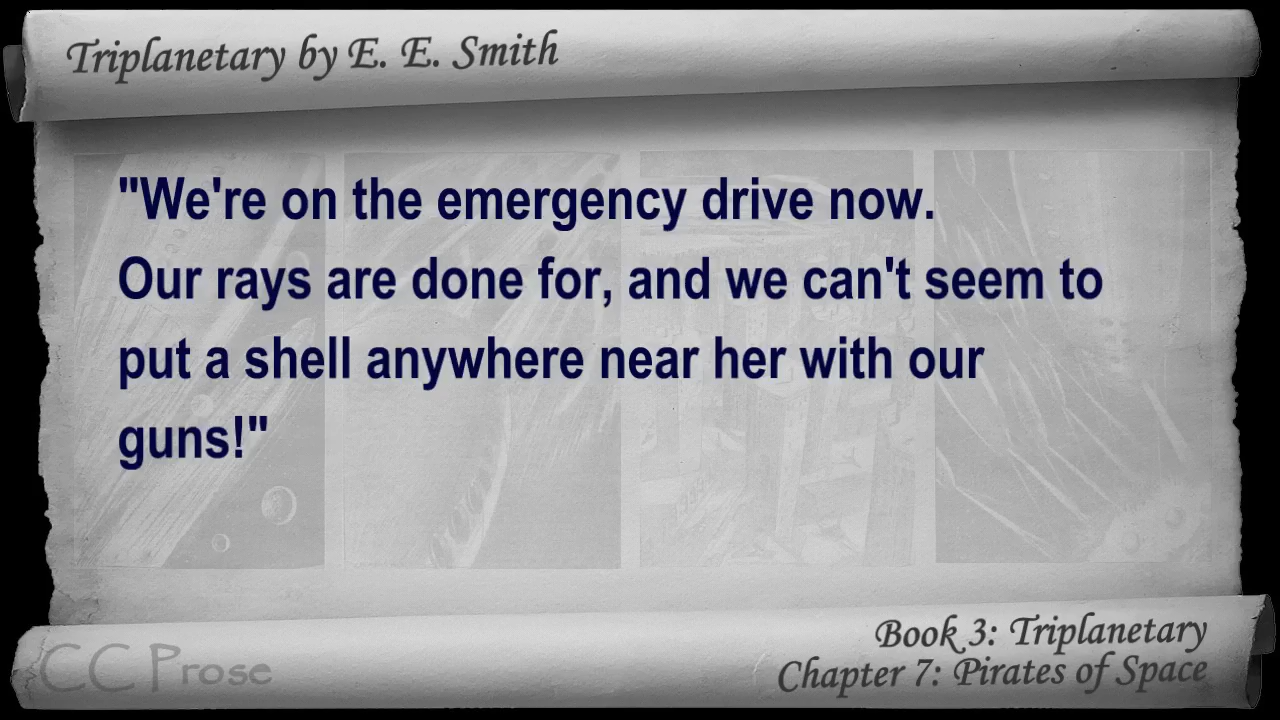 Triplanetary by E. E. Smith
"We're on the emergency drive now.
Our rays are done for, and we can't seem to
put a shell anywhere near her with our
guns!"
Book 3: Triplanetary
Chapter 7: Pirates of Space
CC Prose